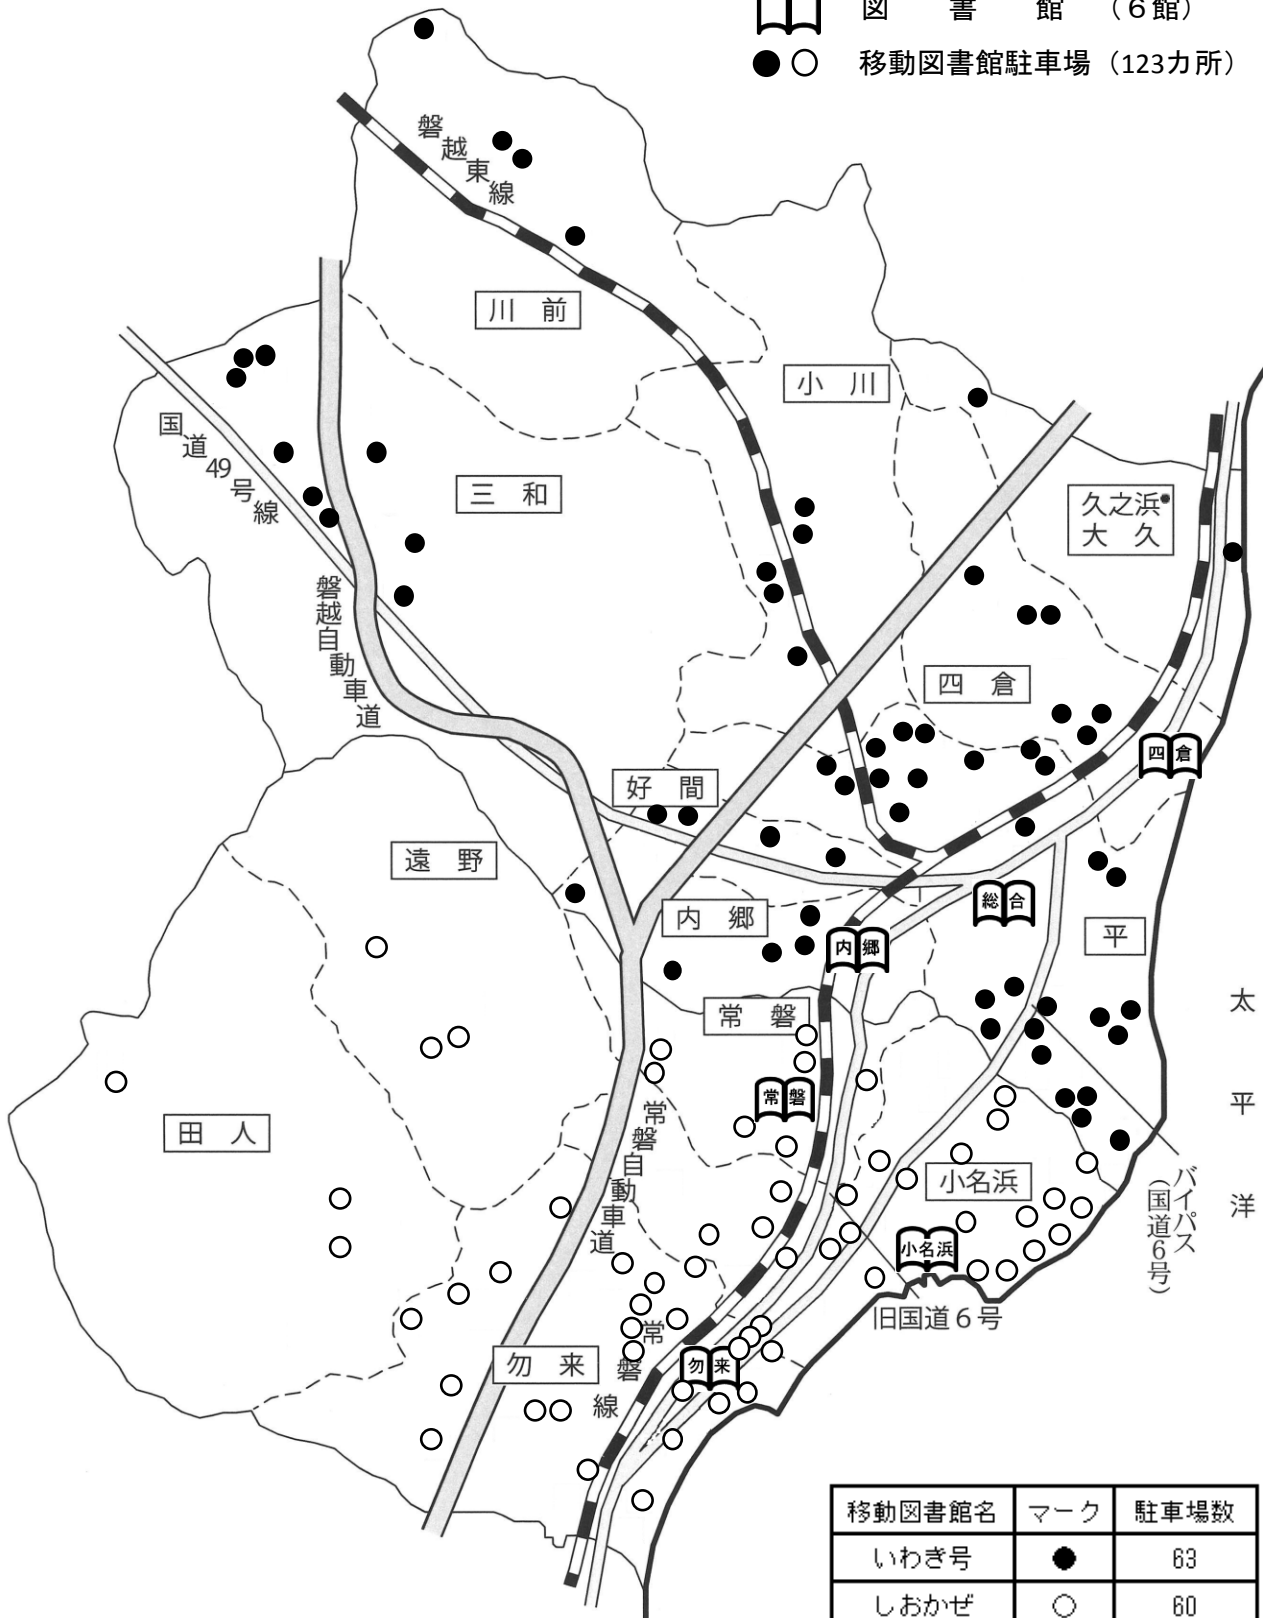 図　書　館　（６館）
移動図書館駐車場（123カ所）
磐越東線
川　前
小　川
国道49号線
三　和
久之浜・
大　久
磐越自動車道
四　倉
四倉
好　間
遠　野
総合
内　郷
内郷
平
常　磐
太平洋
常磐
田　人
常磐自動車道
小名浜
バイパス
（国道６号）
小名浜
旧国道６号
常磐線
勿　来
勿来
移動図書館名　マーク　駐車場数
いわき号　●　63
しおかぜ　○　60